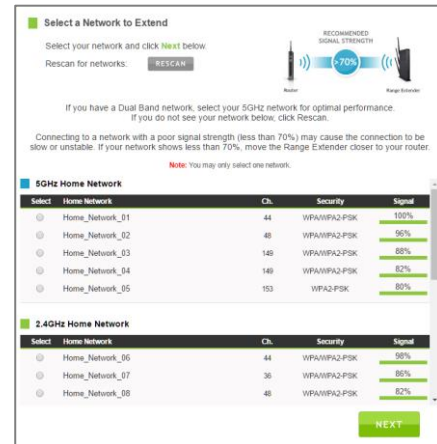 Select a Network to Extend
Select your network and click Next below.
Rescan for networks: RESCAN
RECOMMENDED
SIGNAL STRENGTH
>70%
Router
Range Extender
If you have a Dual Band network, select your 5GHz network for optimal performance.
If you do not see your network below, click Rescan.
Connecting to a network with a poor signal strength (less than 70%) may cause the connection to be
slow or unstable. If your network shows less than 70%, move the Range Extender closer to your router.
Note: You may only select one network.
5GHz Home Network
Select Home Network Ch. Security Signal
Home_Network_01 44 WPA/WPA2-PSK 100%
Home_Network_02 48 WPA/WPA2-PSK 96%
Home_Network_03 149 WPA/WPA2-PSK 88%
Home_Network_04 149 WPA/WPA2-PSK 82%
Home_Network_05 153 WPA2-PSK 80%
2.4GHz Home Network
Select Home Network Ch. Security Signal
Home_Network_06 44 WPA/WPA2-PSK 98%
Home_Network_07 36 WPA/WPA2-PSK 86%
Home_Network_08 48 WPA/WPA2-PSK 82%
NEXT